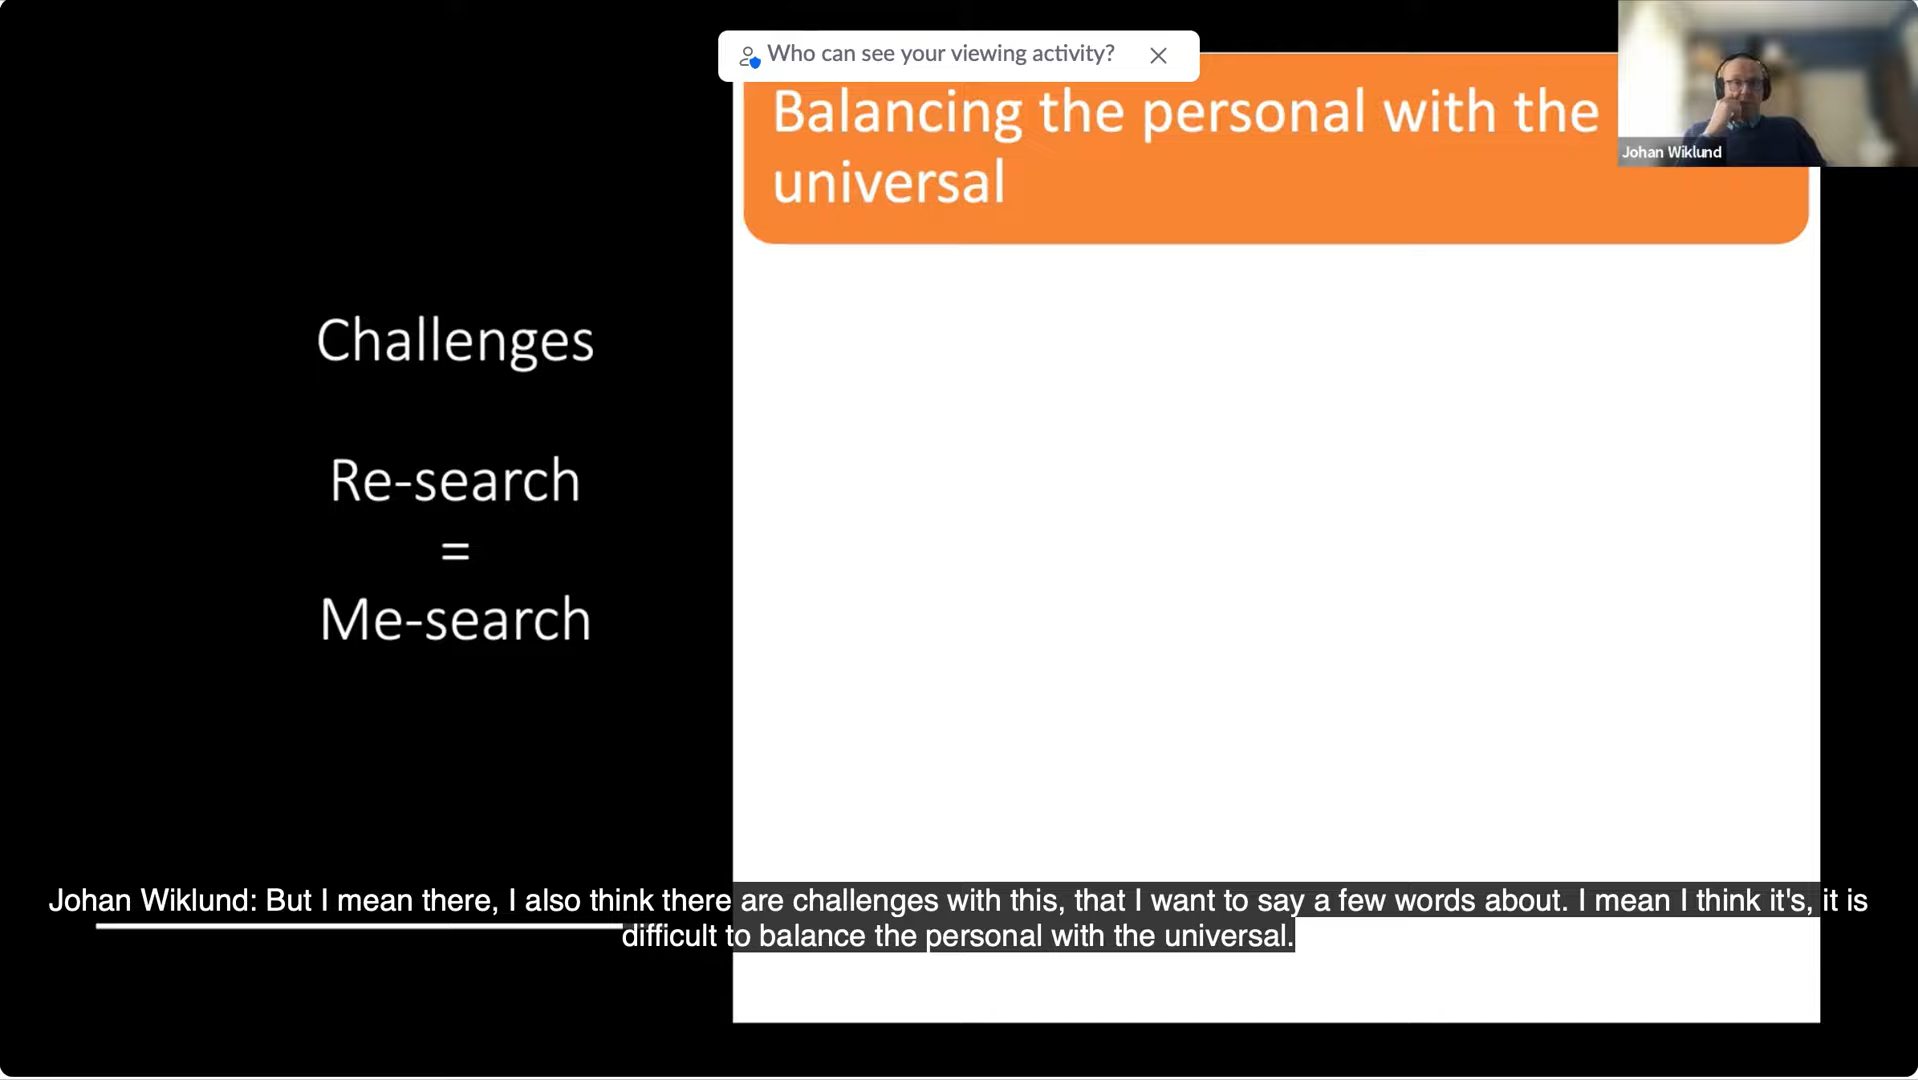 Who can see your viewing activity?
Balancing the personal with the
universal
Johan Wiklund
Challenges
Re-search
=
Me-search
Johan Wiklund: But I mean there, I also think there are challenges with this, that I want to say a few words about. I mean I think it's, it is
difficult to balance the personal with the universal.